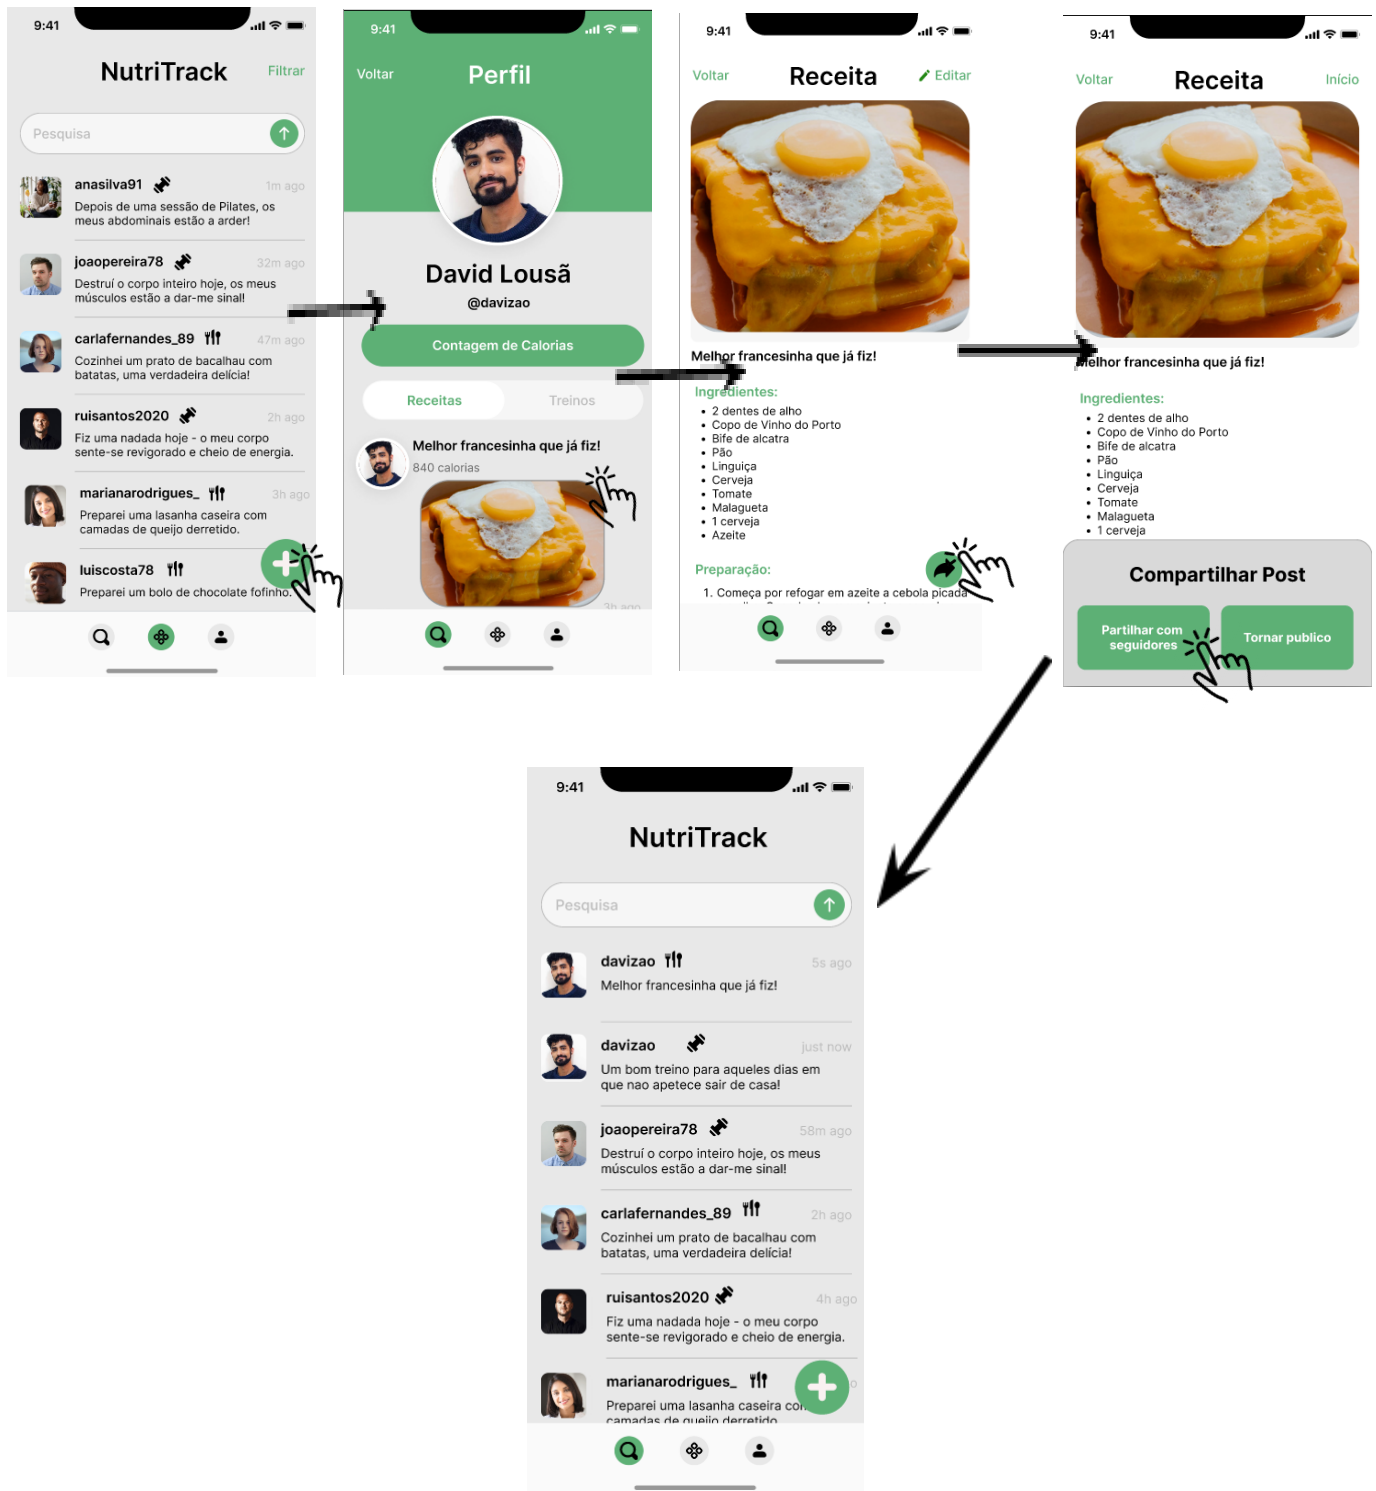 9:41
NutriTrack
Filtrar
Pesquisa
anasilva91
1m ago
Depois de uma sessão de Pilates, os
meus abdominais estão a arder!
joaopereira78
32m ago
Destruí o corpo inteiro hoje, os meus
músculos estão a dar-me sinal!
carlafernandes_89
47m ago
Cozinhei um prato de bacalhau com
batatas, uma verdadeira delícia!
ruisantos2020
2h ago
Fiz uma nadada hoje - o meu corpo
sente-se revigorado e cheio de energia.
marianarodrigues_
3h ago
Preparei uma lasanha caseira com
camadas de queijo derretido.
luiscosta78
Preparei um bolo de chocolate fofinho.
9:41
Voltar
Perfil
David Lousã
@davizao
Contagem de Calorias
Receitas
Treinos
Melhor francesinha que já fiz!
840 calorias
3h ago
9:41
Voltar
Receita
Editar
Melhor francesinha que já fiz!
Ingredientes:
• 2 dentes de alho
• Copo de Vinho do Porto
• Bife de alcatra
• Pão
• Linguiça
• Cerveja
• Tomate
• Malagueta
• 1 cerveja
• Azeite
Preparação:
1. Começa por refogar em azeite a cebola picada
9:41
Voltar
Receita
Início
Melhor francesinha que já fiz!
Ingredientes:
• 2 dentes de alho
• Copo de Vinho do Porto
• Bife de alcatra
• Pão
• Linguiça
• Cerveja
• Tomate
• Malagueta
• 1 cerveja
Compartilhar Post
Partilhar com
seguidores
Tornar publico
9:41
NutriTrack
Pesquisa
davizao
5s ago
Melhor francesinha que já fiz!
davizao
just now
Um bom treino para aqueles dias em
que nao apetece sair de casa!
joaopereira78
58m ago
Destruí o corpo inteiro hoje, os meus
músculos estão a dar-me sinal!
carlafernandes_89
2h ago
Cozinhei um prato de bacalhau com
batatas, uma verdadeira delícia!
ruisantos2020
4h ago
Fiz uma nadada hoje - o meu corpo
sente-se revigorado e cheio de energia.
marianarodrigues_
Preparei uma lasanha caseira com
camadas de queijo derretido